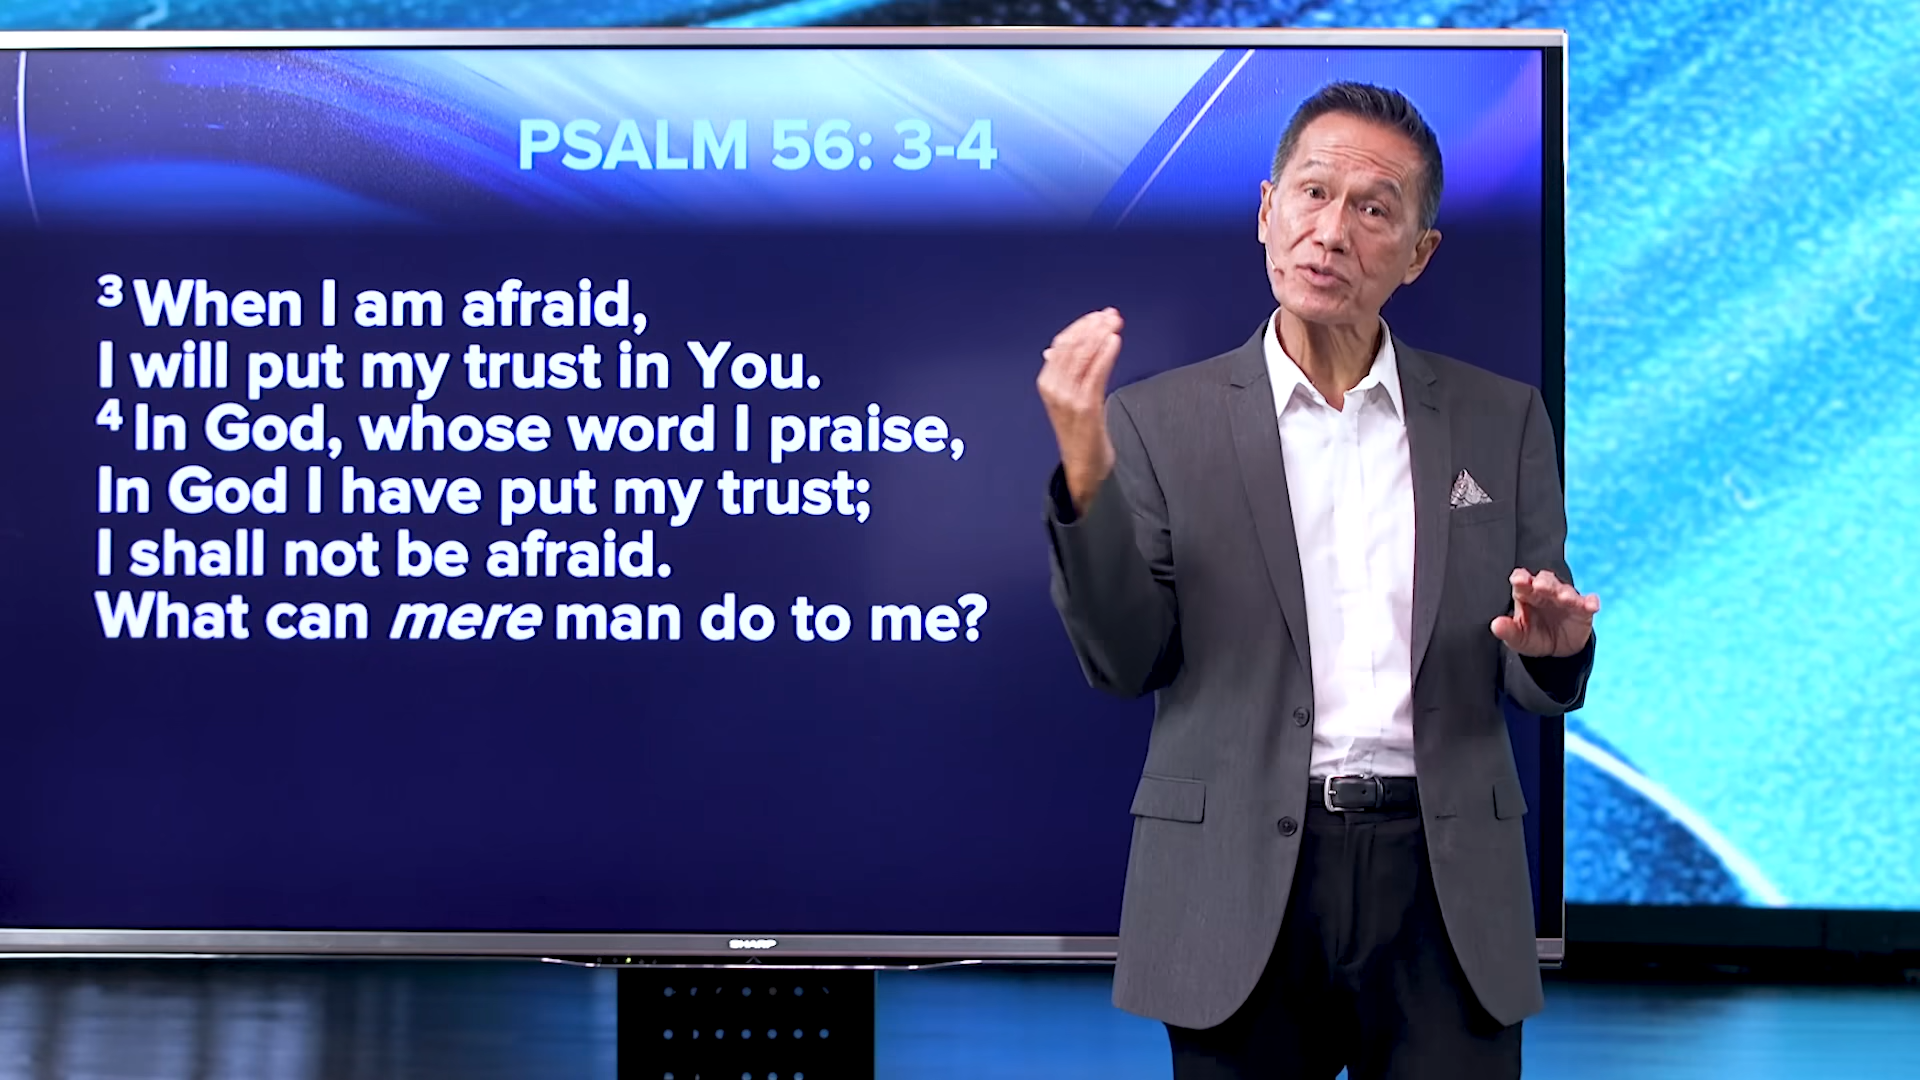 PSALM 56: 3-4
3 When I am afraid,
I will put my trust in You.
4 In God, whose word I praise,
In God I have put my trust;
I shall not be afraid.
What can mere man do to me?
SHARP